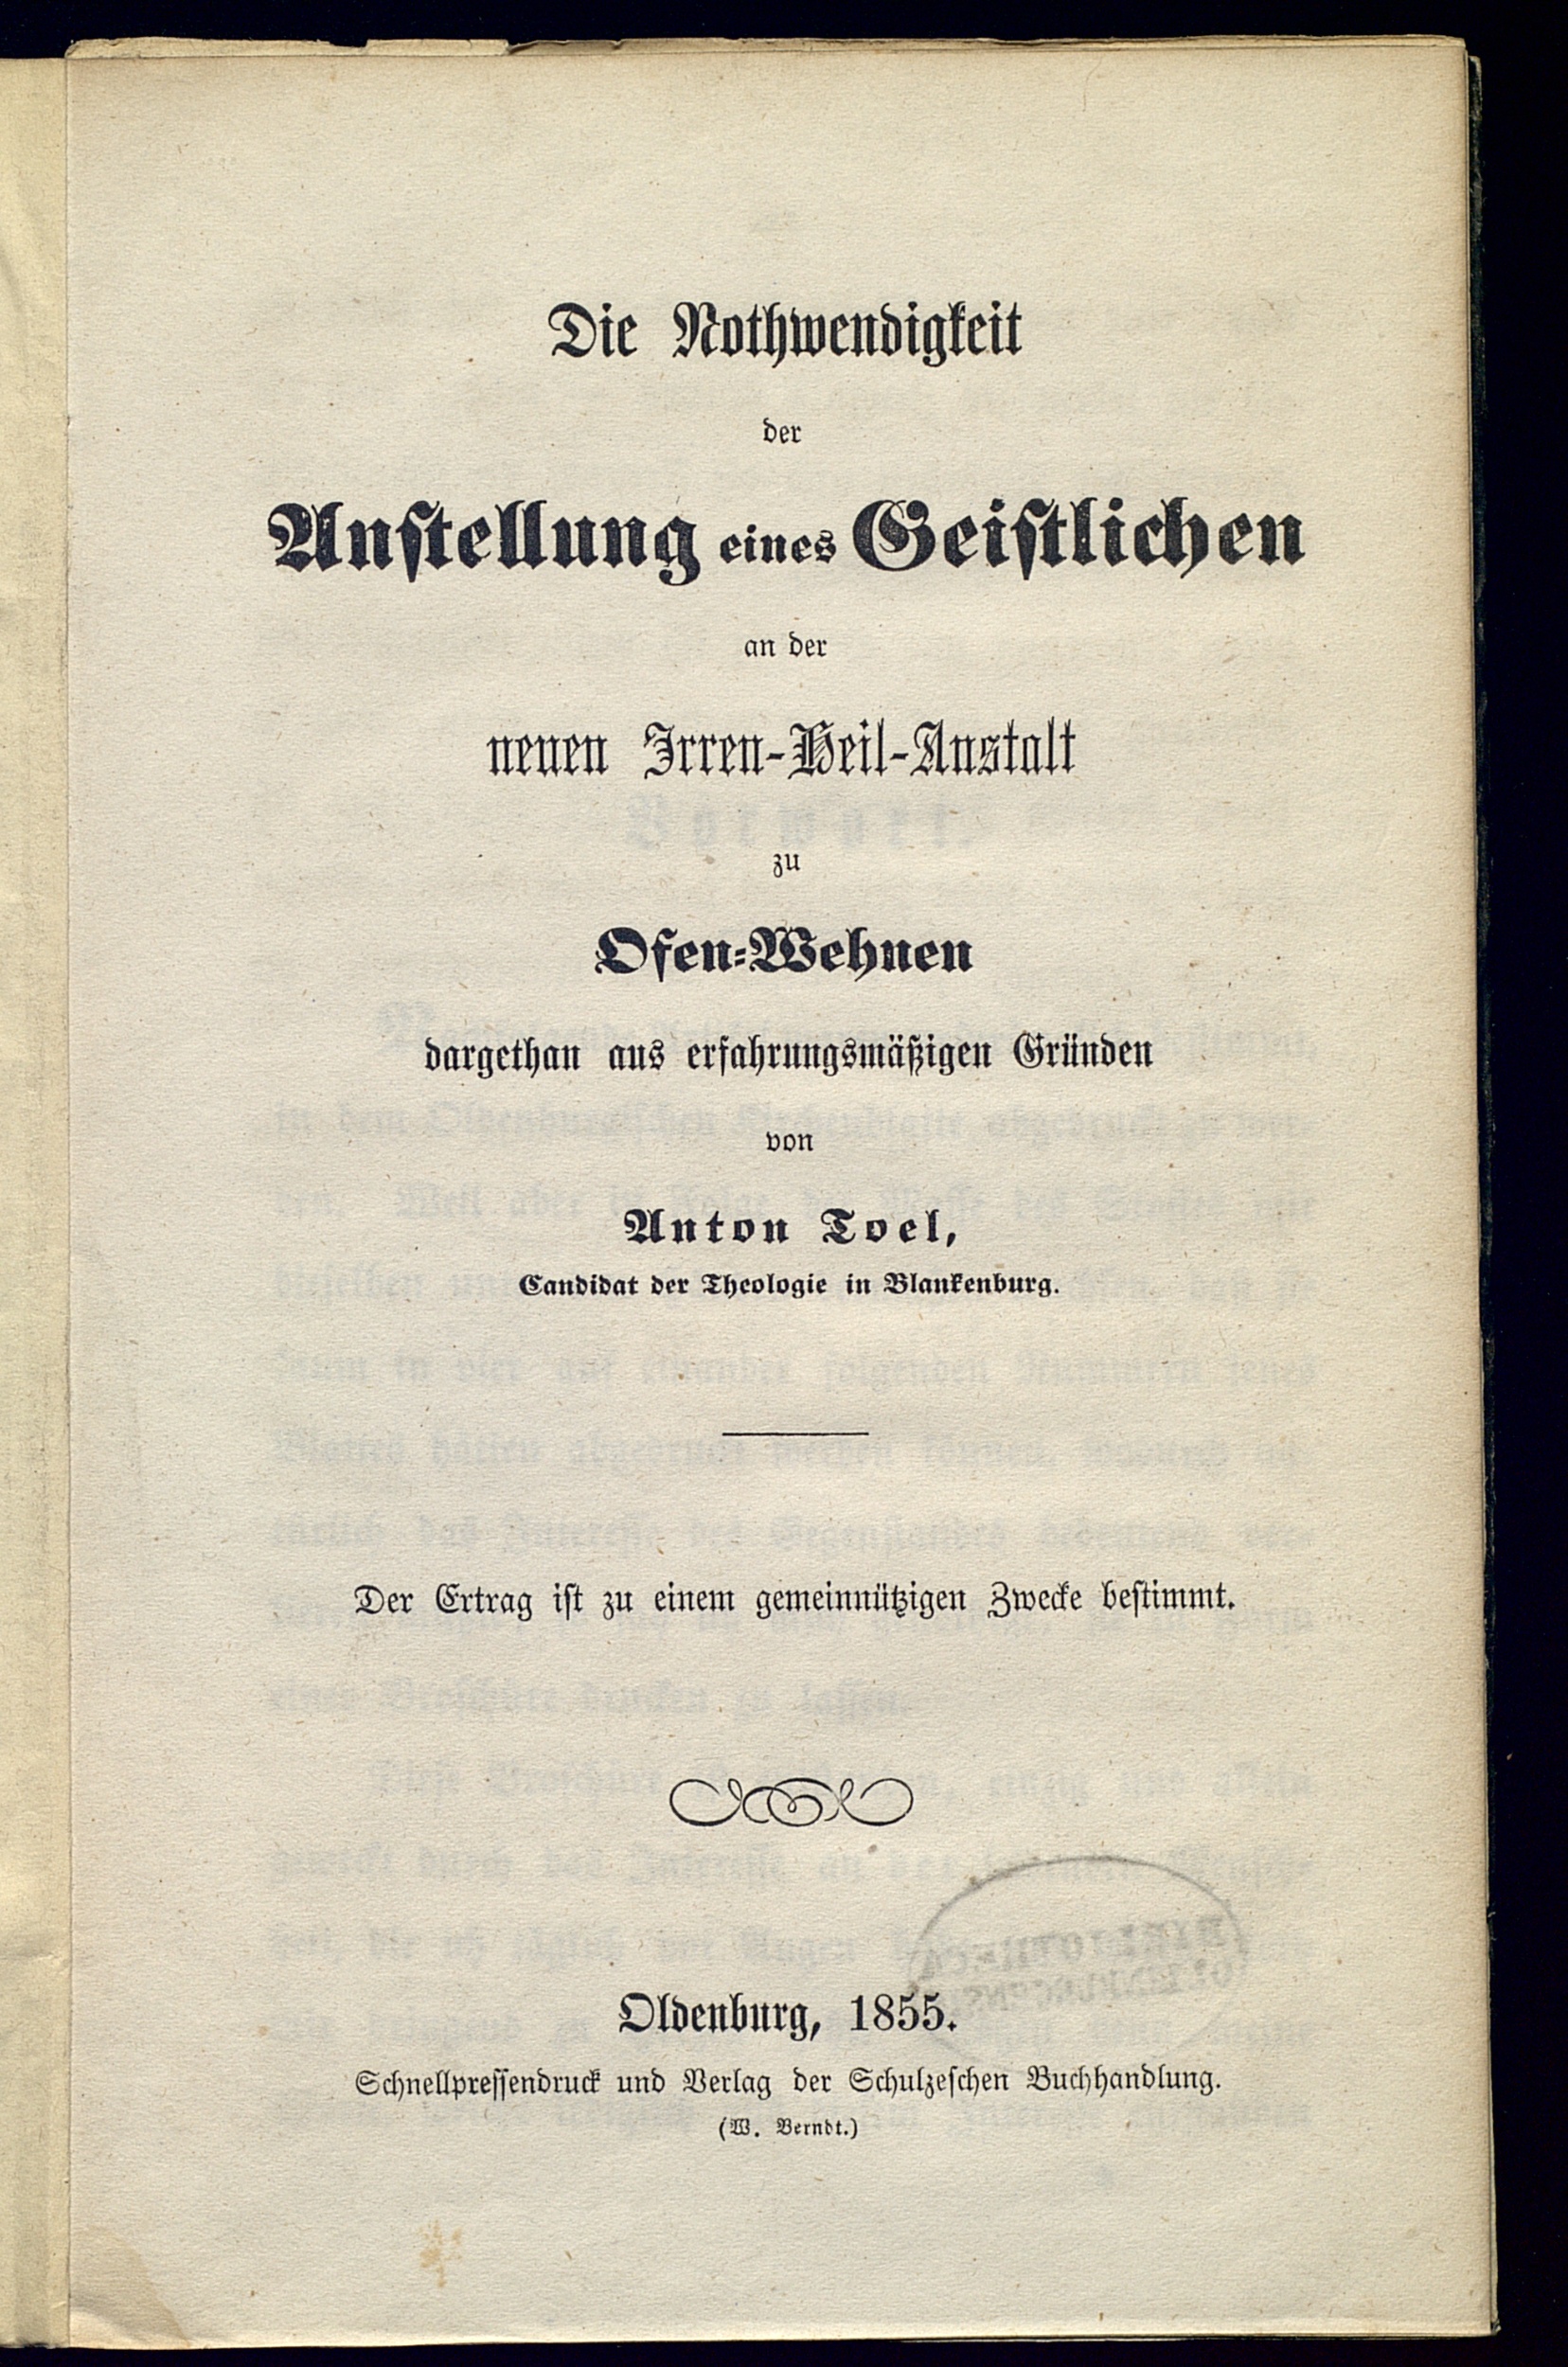 Die Nothwendigkeit
der
Anstellung eines Geistlichen
an der
neuen Irren-Heil-Anstalt
zu
Ofen-Wehnen
dargethan aus erfahrungsmäßigen Gründen
von
Anton Toel,
Candidat der Theologie in Blankenburg.
Der Ertrag ist zu einem gemeinnützigen Zwecke bestimmt.
BIBLIOTHECA
Oldenburg, 1855.
Schnellpressendruck und Verlag der Schulzeschen Buchhandlung.
(W. Berndt.)